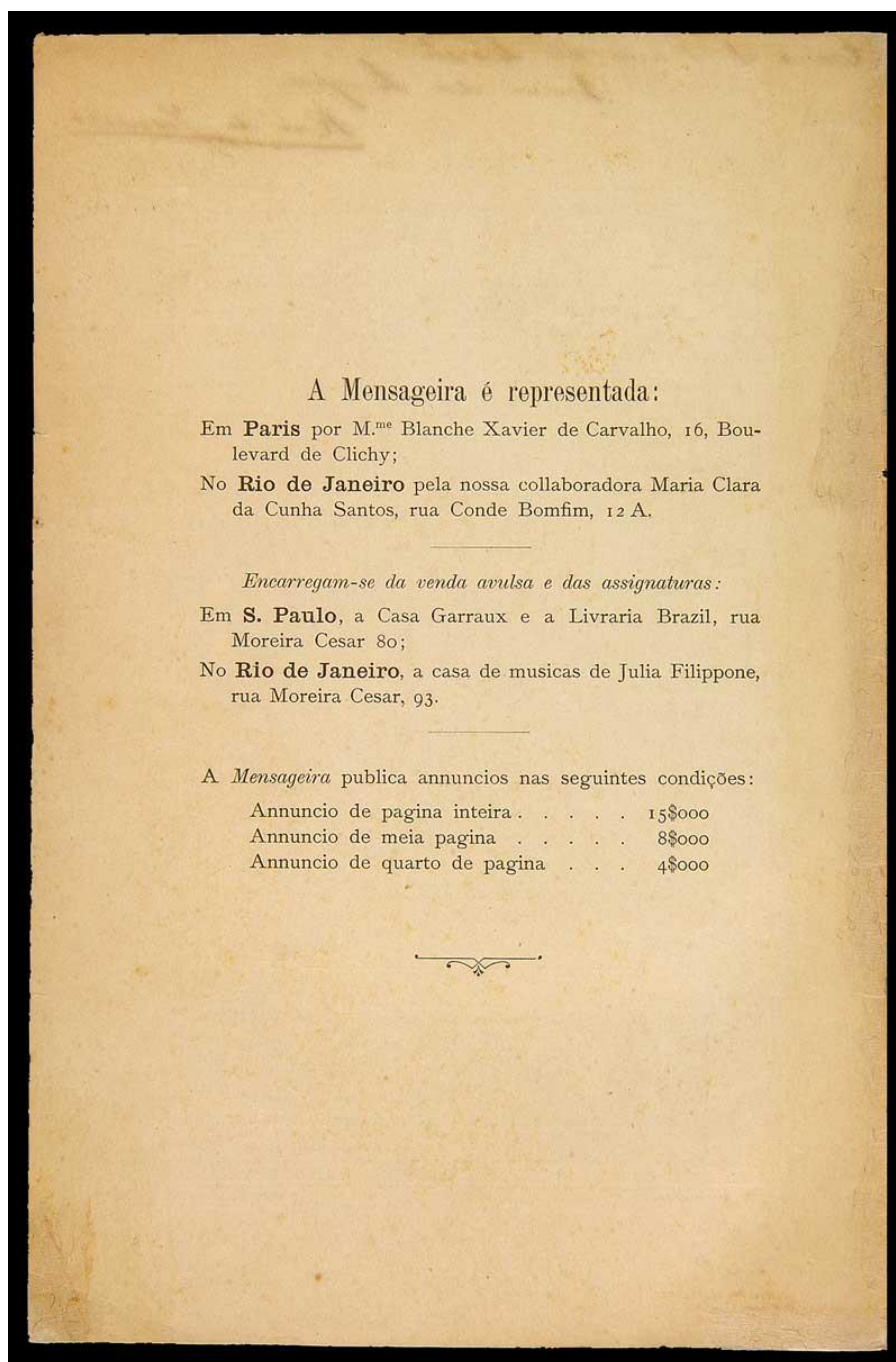 A Mensageira é representada:
Em Paris por M.me Blanche Xavier de Carvalho, 16, Bou-
levard de Clichy;
No Rio de Janeiro pela nossa collaboradora Maria Clara
da Cunha Santos, rua Conde Bomfim, 12 A.
Encarregam-se da venda avulsa e das assignaturas:
Em S. Paulo, a Casa Garraux e a Livraria Brazil, rua
Moreira Cesar 80;
No Rio de Janeiro, a casa de musicas de Julia Filippone,
rua Moreira Cesar, 93.
A Mensageira publica annuncios nas seguintes condições:
Annuncio de pagina inteira . . . . . 15$000
Annuncio de meia pagina . . . . . 8$000
Annuncio de quarto de pagina . . . 4$000